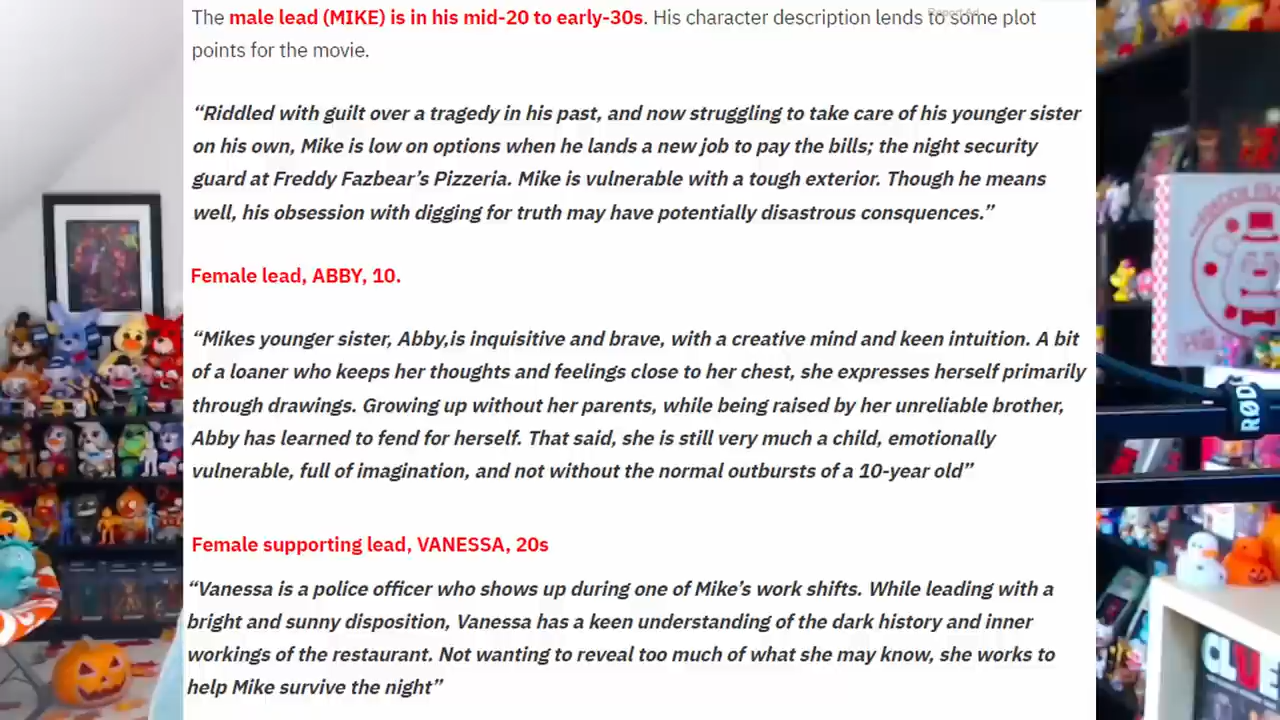 The male lead (MIKE) is in his mid-20 to early-30s. His character description lends to some plot
Report Ad
points for the movie.
“Riddled with guilt over a tragedy in his past, and now struggling to take care of his younger sister
on his own, Mike is low on options when he lands a new job to pay the bills; the night security
guard at Freddy Fazbear’s Pizzeria. Mike is vulnerable with a tough exterior. Though he means
well, his obsession with digging for truth may have potentially disastrous consquences.”
Female lead, ABBY, 10.
“Mikes younger sister, Abby,is inquisitive and brave, with a creative mind and keen intuition. A bit
of a loaner who keeps her thoughts and feelings close to her chest, she expresses herself primarily
through drawings. Growing up without her parents, while being raised by her unreliable brother,
Abby has learned to fend for herself. That said, she is still very much a child, emotionally
vulnerable, full of imagination, and not without the normal outbursts of a 10-year old”
Female supporting lead, VANESSA, 20s
“Vanessa is a police officer who shows up during one of Mike’s work shifts. While leading with a
bright and sunny disposition, Vanessa has a keen understanding of the dark history and inner
workings of the restaurant. Not wanting to reveal too much of what she may know, she works to
help Mike survive the night”
RØD
CLUE